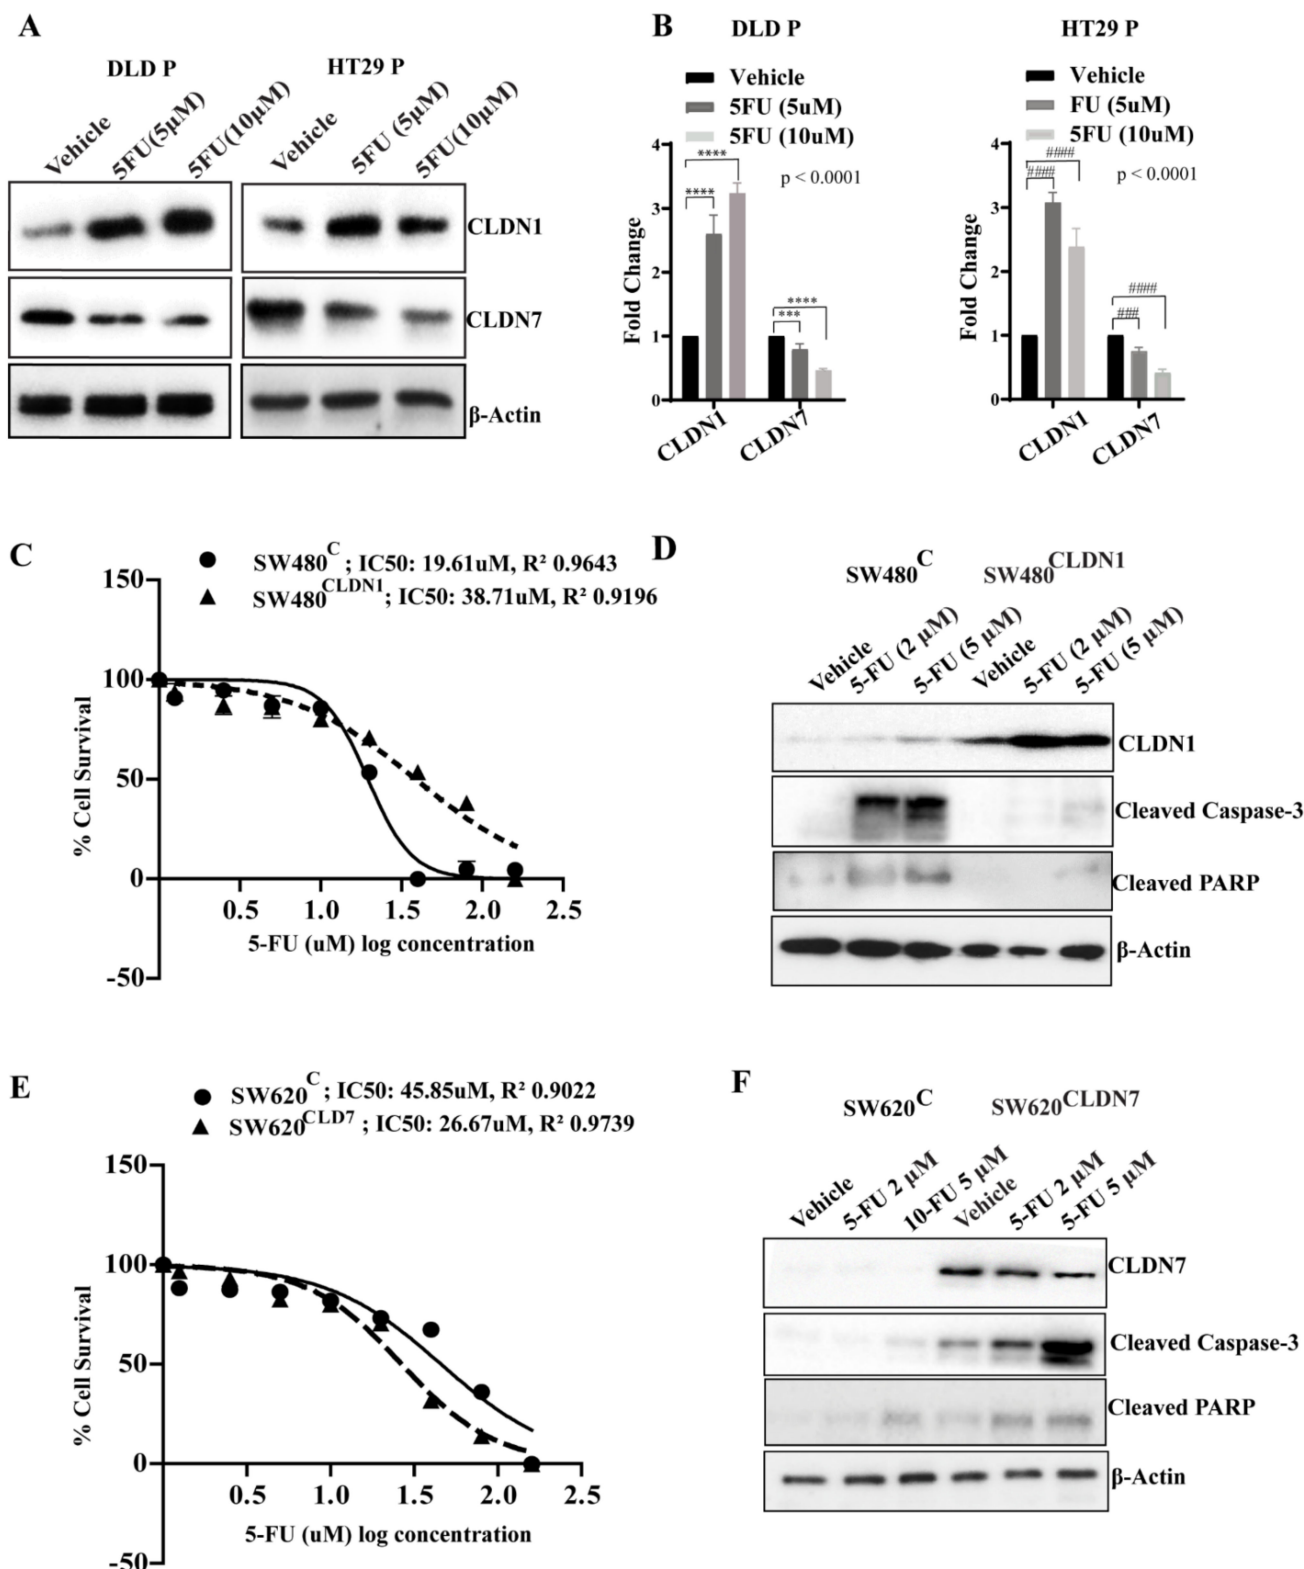 A
DLD P
HT29 P
Vehicle
5FU(5μM)
5FU(10μM)
Vehicle
5FU (5μM)
5FU(10μM)
CLDN1
CLDN7
β-Actin
B
DLD P
HT29 P
Vehicle
5FU (5uM)
5FU (10uM)
Vehicle
FU (5uM)
5FU (10uM)
Fold Change
4
3
2
1
0
****
****
p < 0.0001
***
****
CLDN1
CLDN7
Fold Change
4
3
2
1
0
####
####
p < 0.0001
###
####
CLDN1
CLDN7
C
SW480C ; IC50: 19.61uM, R² 0.9643
SW480CLDN1 ; IC50: 38.71uM, R² 0.9196
% Cell Survival
150
100
50
0
-50
0.5 1.0 1.5 2.0 2.5
5-FU (uM) log concentration
D
SW480C
SW480CLDN1
Vehicle
5-FU (2 μM)
5-FU (5 μM)
Vehicle
5-FU (2 μM)
5-FU (5 μM)
CLDN1
Cleaved Caspase-3
Cleaved PARP
β-Actin
E
SW620C ; IC50: 45.85uM, R² 0.9022
SW620CLD7 ; IC50: 26.67uM, R² 0.9739
% Cell Survival
150
100
50
0
-50
0.5 1.0 1.5 2.0 2.5
5-FU (uM) log concentration
F
SW620C
SW620CLDN7
Vehicle
5-FU 2 μM
10-FU 5 μM
Vehicle
5-FU 2 μM
5-FU 5 μM
CLDN7
Cleaved Caspase-3
Cleaved PARP
β-Actin